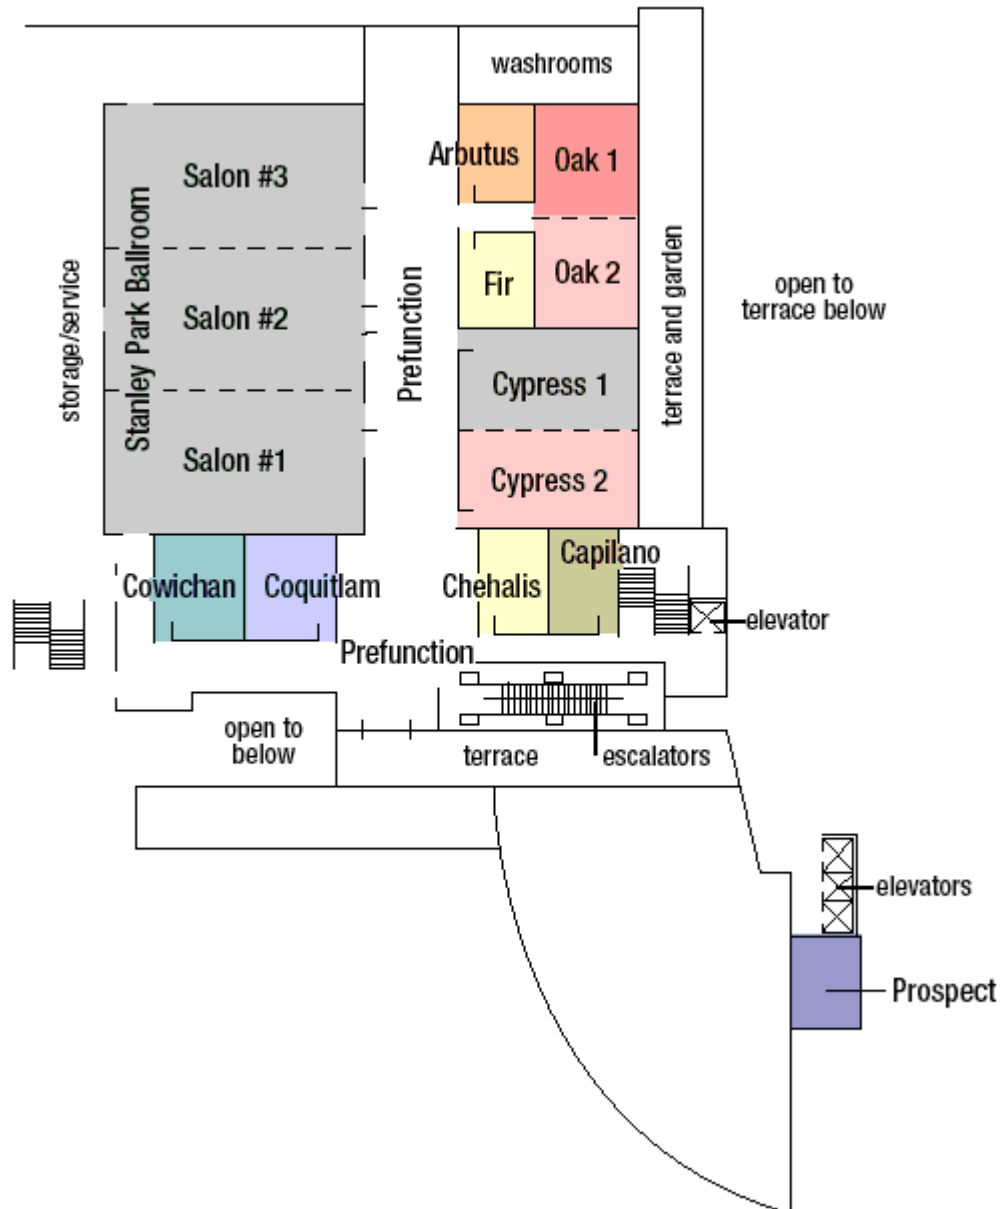 washrooms
Arbutus
Oak 1
Salon #3
Stanley Park Ballroom
storage/service
Prefunction
terrace and garden
Fir
Oak 2
open to
terrace below
Salon #2
Cypress 1
Salon #1
Cypress 2
Capilano
Cowichan
Coquitlam
Chehalis
elevator
Prefunction
open to
below
terrace
escalators
elevators
Prospect